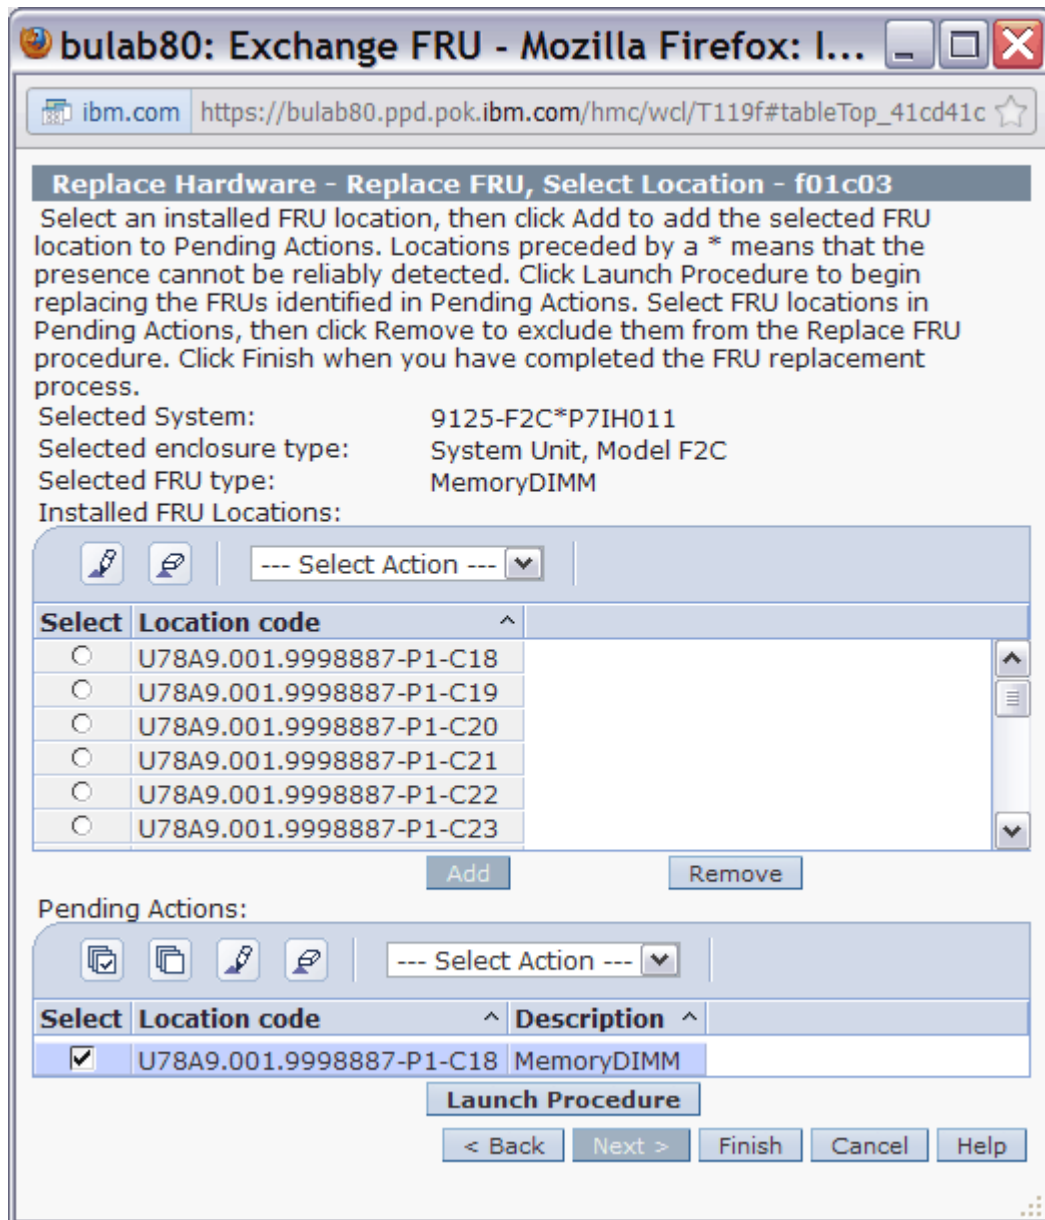 bulab80: Exchange FRU - Mozilla Firefox: I...
ibm.com https://bulab80.ppd.pok.ibm.com/hmc/wcl/T119f#tableTop_41cd41c
Replace Hardware - Replace FRU, Select Location - f01c03
Select an installed FRU location, then click Add to add the selected FRU
location to Pending Actions. Locations preceded by a * means that the
presence cannot be reliably detected. Click Launch Procedure to begin
replacing the FRUs identified in Pending Actions. Select FRU locations in
Pending Actions, then click Remove to exclude them from the Replace FRU
procedure. Click Finish when you have completed the FRU replacement
process.
Selected System: 9125-F2C*P7IH011
Selected enclosure type: System Unit, Model F2C
Selected FRU type: MemoryDIMM
Installed FRU Locations:
--- Select Action ---
Select Location code ^
U78A9.001.9998887-P1-C18
U78A9.001.9998887-P1-C19
U78A9.001.9998887-P1-C20
U78A9.001.9998887-P1-C21
U78A9.001.9998887-P1-C22
U78A9.001.9998887-P1-C23
Add Remove
Pending Actions:
--- Select Action ---
Select Location code ^ Description ^
U78A9.001.9998887-P1-C18 MemoryDIMM
Launch Procedure
< Back Next > Finish Cancel Help